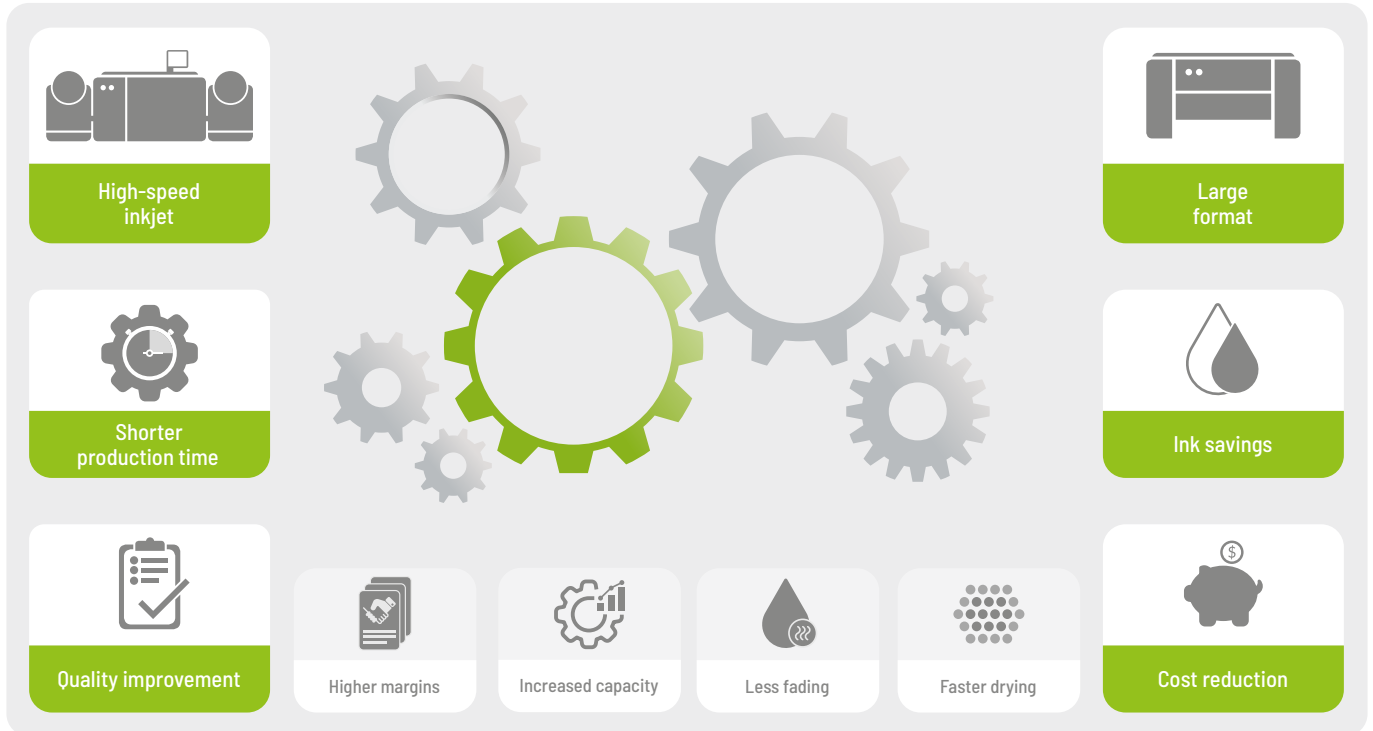 High-speed
inkjet
Large
format
Shorter
production time
Ink savings
Quality improvement
Higher margins
Increased capacity
Less fading
Faster drying
$
Cost reduction